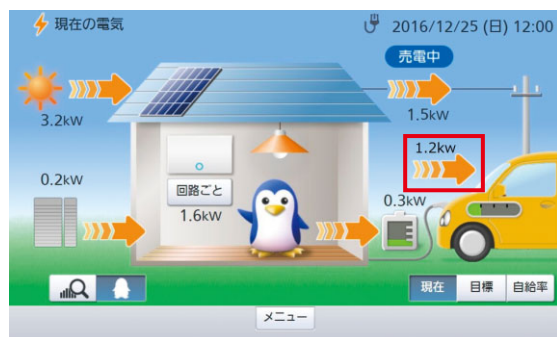 現在の電気
2016/12/25 (日) 12:00
売電中
3.2kW
1.5kW
1.2kw
0.2kW
回路ごと
1.6kW
0.3kW
現在 目標 自給率
メニュー